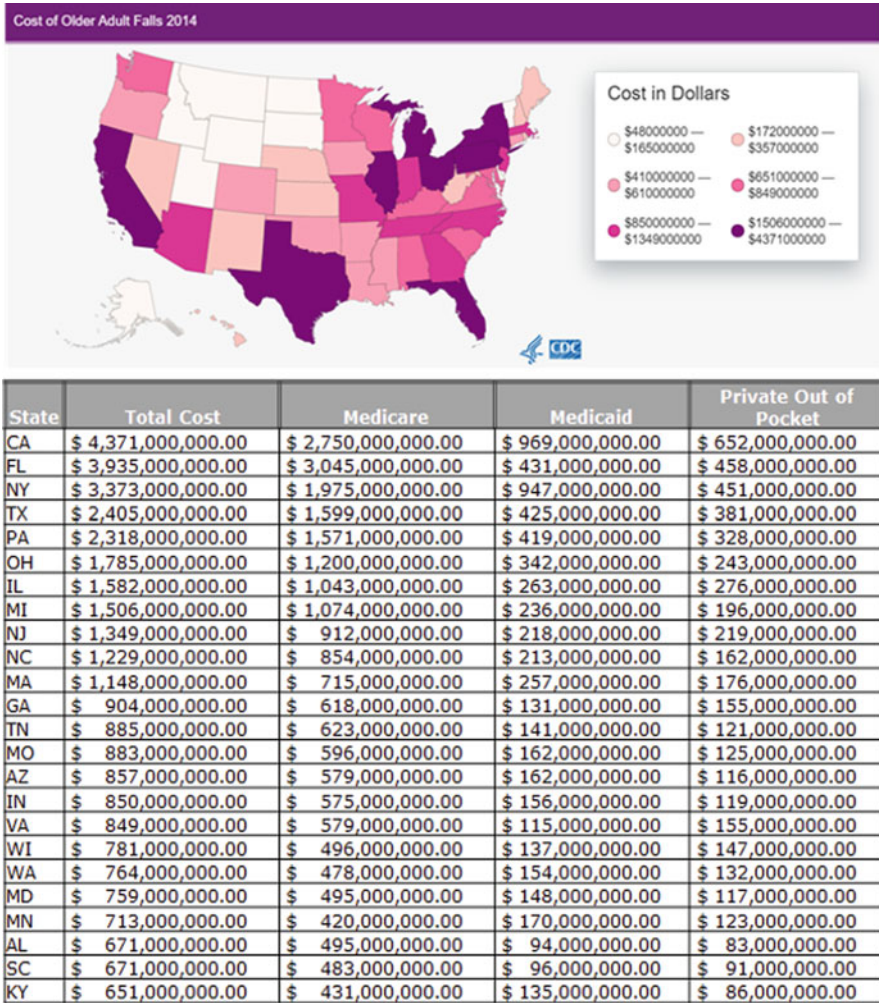 Cost of Older Adult Falls 2014
Cost in Dollars
$48000000 — $172000000 —
$165000000 $357000000
$410000000 — $651000000 —
$610000000 $849000000
$850000000 — $1506000000 —
$1349000000 $4371000000
CDC
Private Out of
State Total Cost Medicare Medicaid Pocket
CA $ 4,371,000,000.00 $ 2,750,000,000.00 $ 969,000,000.00 $ 652,000,000.00
FL $ 3,935,000,000.00 $ 3,045,000,000.00 $ 431,000,000.00 $ 458,000,000.00
NY $ 3,373,000,000.00 $ 1,975,000,000.00 $ 947,000,000.00 $ 451,000,000.00
TX $ 2,405,000,000.00 $ 1,599,000,000.00 $ 425,000,000.00 $ 381,000,000.00
PA $ 2,318,000,000.00 $ 1,571,000,000.00 $ 419,000,000.00 $ 328,000,000.00
OH $ 1,785,000,000.00 $ 1,200,000,000.00 $ 342,000,000.00 $ 243,000,000.00
IL $ 1,582,000,000.00 $ 1,043,000,000.00 $ 263,000,000.00 $ 276,000,000.00
MI $ 1,506,000,000.00 $ 1,074,000,000.00 $ 236,000,000.00 $ 196,000,000.00
NJ $ 1,349,000,000.00 $ 912,000,000.00 $ 218,000,000.00 $ 219,000,000.00
NC $ 1,229,000,000.00 $ 854,000,000.00 $ 213,000,000.00 $ 162,000,000.00
MA $ 1,148,000,000.00 $ 715,000,000.00 $ 257,000,000.00 $ 176,000,000.00
GA $ 904,000,000.00 $ 618,000,000.00 $ 131,000,000.00 $ 155,000,000.00
TN $ 885,000,000.00 $ 623,000,000.00 $ 141,000,000.00 $ 121,000,000.00
MO $ 883,000,000.00 $ 596,000,000.00 $ 162,000,000.00 $ 125,000,000.00
AZ $ 857,000,000.00 $ 579,000,000.00 $ 162,000,000.00 $ 116,000,000.00
IN $ 850,000,000.00 $ 575,000,000.00 $ 156,000,000.00 $ 119,000,000.00
VA $ 849,000,000.00 $ 579,000,000.00 $ 115,000,000.00 $ 155,000,000.00
WI $ 781,000,000.00 $ 496,000,000.00 $ 137,000,000.00 $ 147,000,000.00
WA $ 764,000,000.00 $ 478,000,000.00 $ 154,000,000.00 $ 132,000,000.00
MD $ 759,000,000.00 $ 495,000,000.00 $ 148,000,000.00 $ 117,000,000.00
MN $ 713,000,000.00 $ 420,000,000.00 $ 170,000,000.00 $ 123,000,000.00
AL $ 671,000,000.00 $ 495,000,000.00 $ 94,000,000.00 $ 83,000,000.00
SC $ 671,000,000.00 $ 483,000,000.00 $ 96,000,000.00 $ 91,000,000.00
KY $ 651,000,000.00 $ 431,000,000.00 $ 135,000,000.00 $ 86,000,000.00